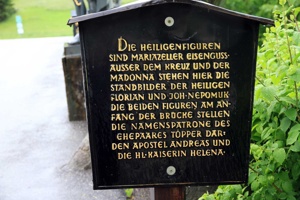 Die Heiligenfiguren
sind Mariazeller Eisenguss-
Ausser dem Kreuz und der
Madonna stehen hier die
Standbilder der Heiligen
Florian und Joh-Nepomuk
die beiden Figuren am An-
fang der Brücke stellen
die Namenspatrone des
Ehepaares Töpper dar:
den Apostel Andreas und
die Hl-Kaiserin Helena-